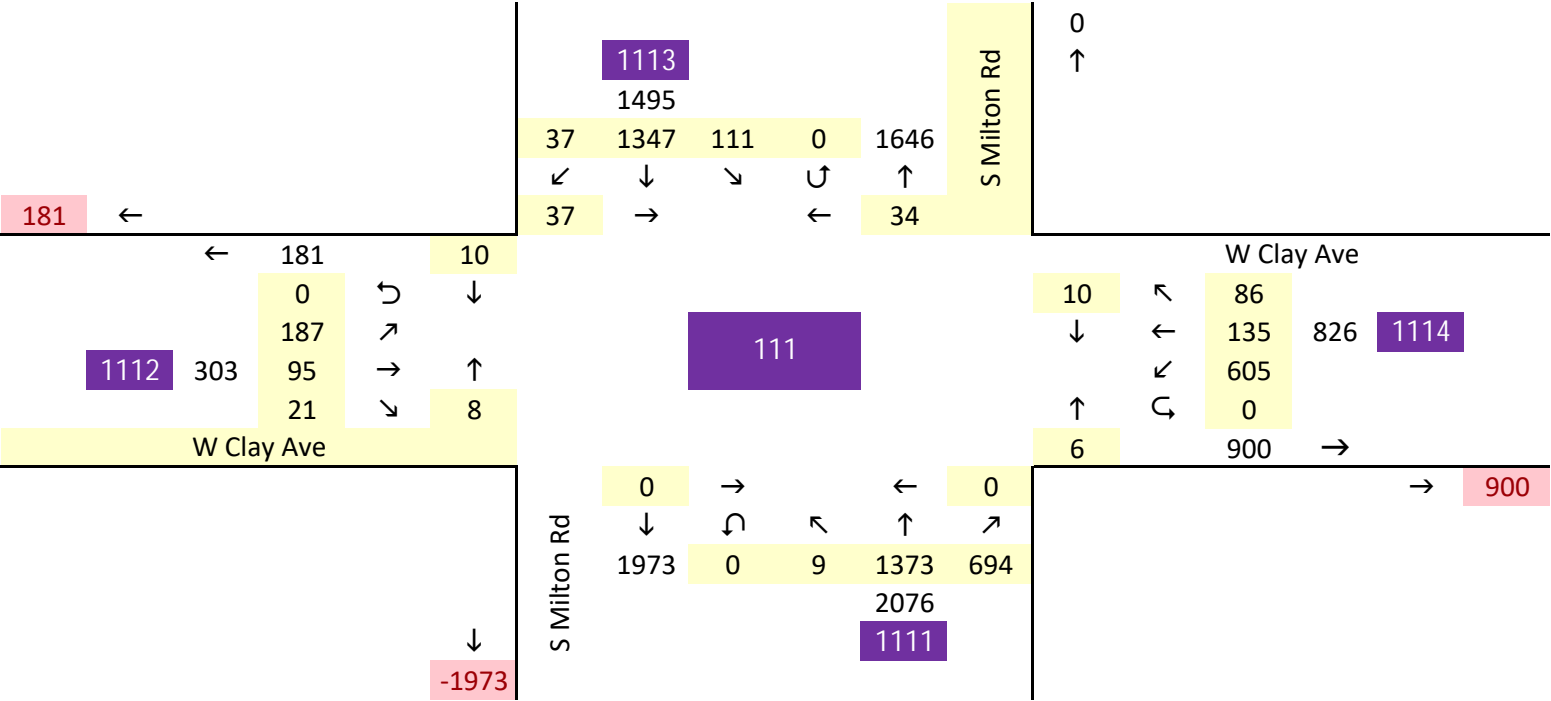 0
1113 ↑
1495
37 1347 111 0 1646 S Milton Rd
↙ ↓ ↘ ⮍ ↑
181 ← 37 → ← 34
← 181 10 W Clay Ave
0 ⮌ ↓ 10 ↖ 86
187 ↗ 111 ↓ ← 135 826 1114
1112 303 95 → ↑ ↙ 605
21 ↘ 8 ↑ ⮎ 0
W Clay Ave 6 900 →
0 → ← 0 → 900
↓ ⮏ ↖ ↑ ↗
S Milton Rd 1973 0 9 1373 694
2076
↓ 1111
-1973